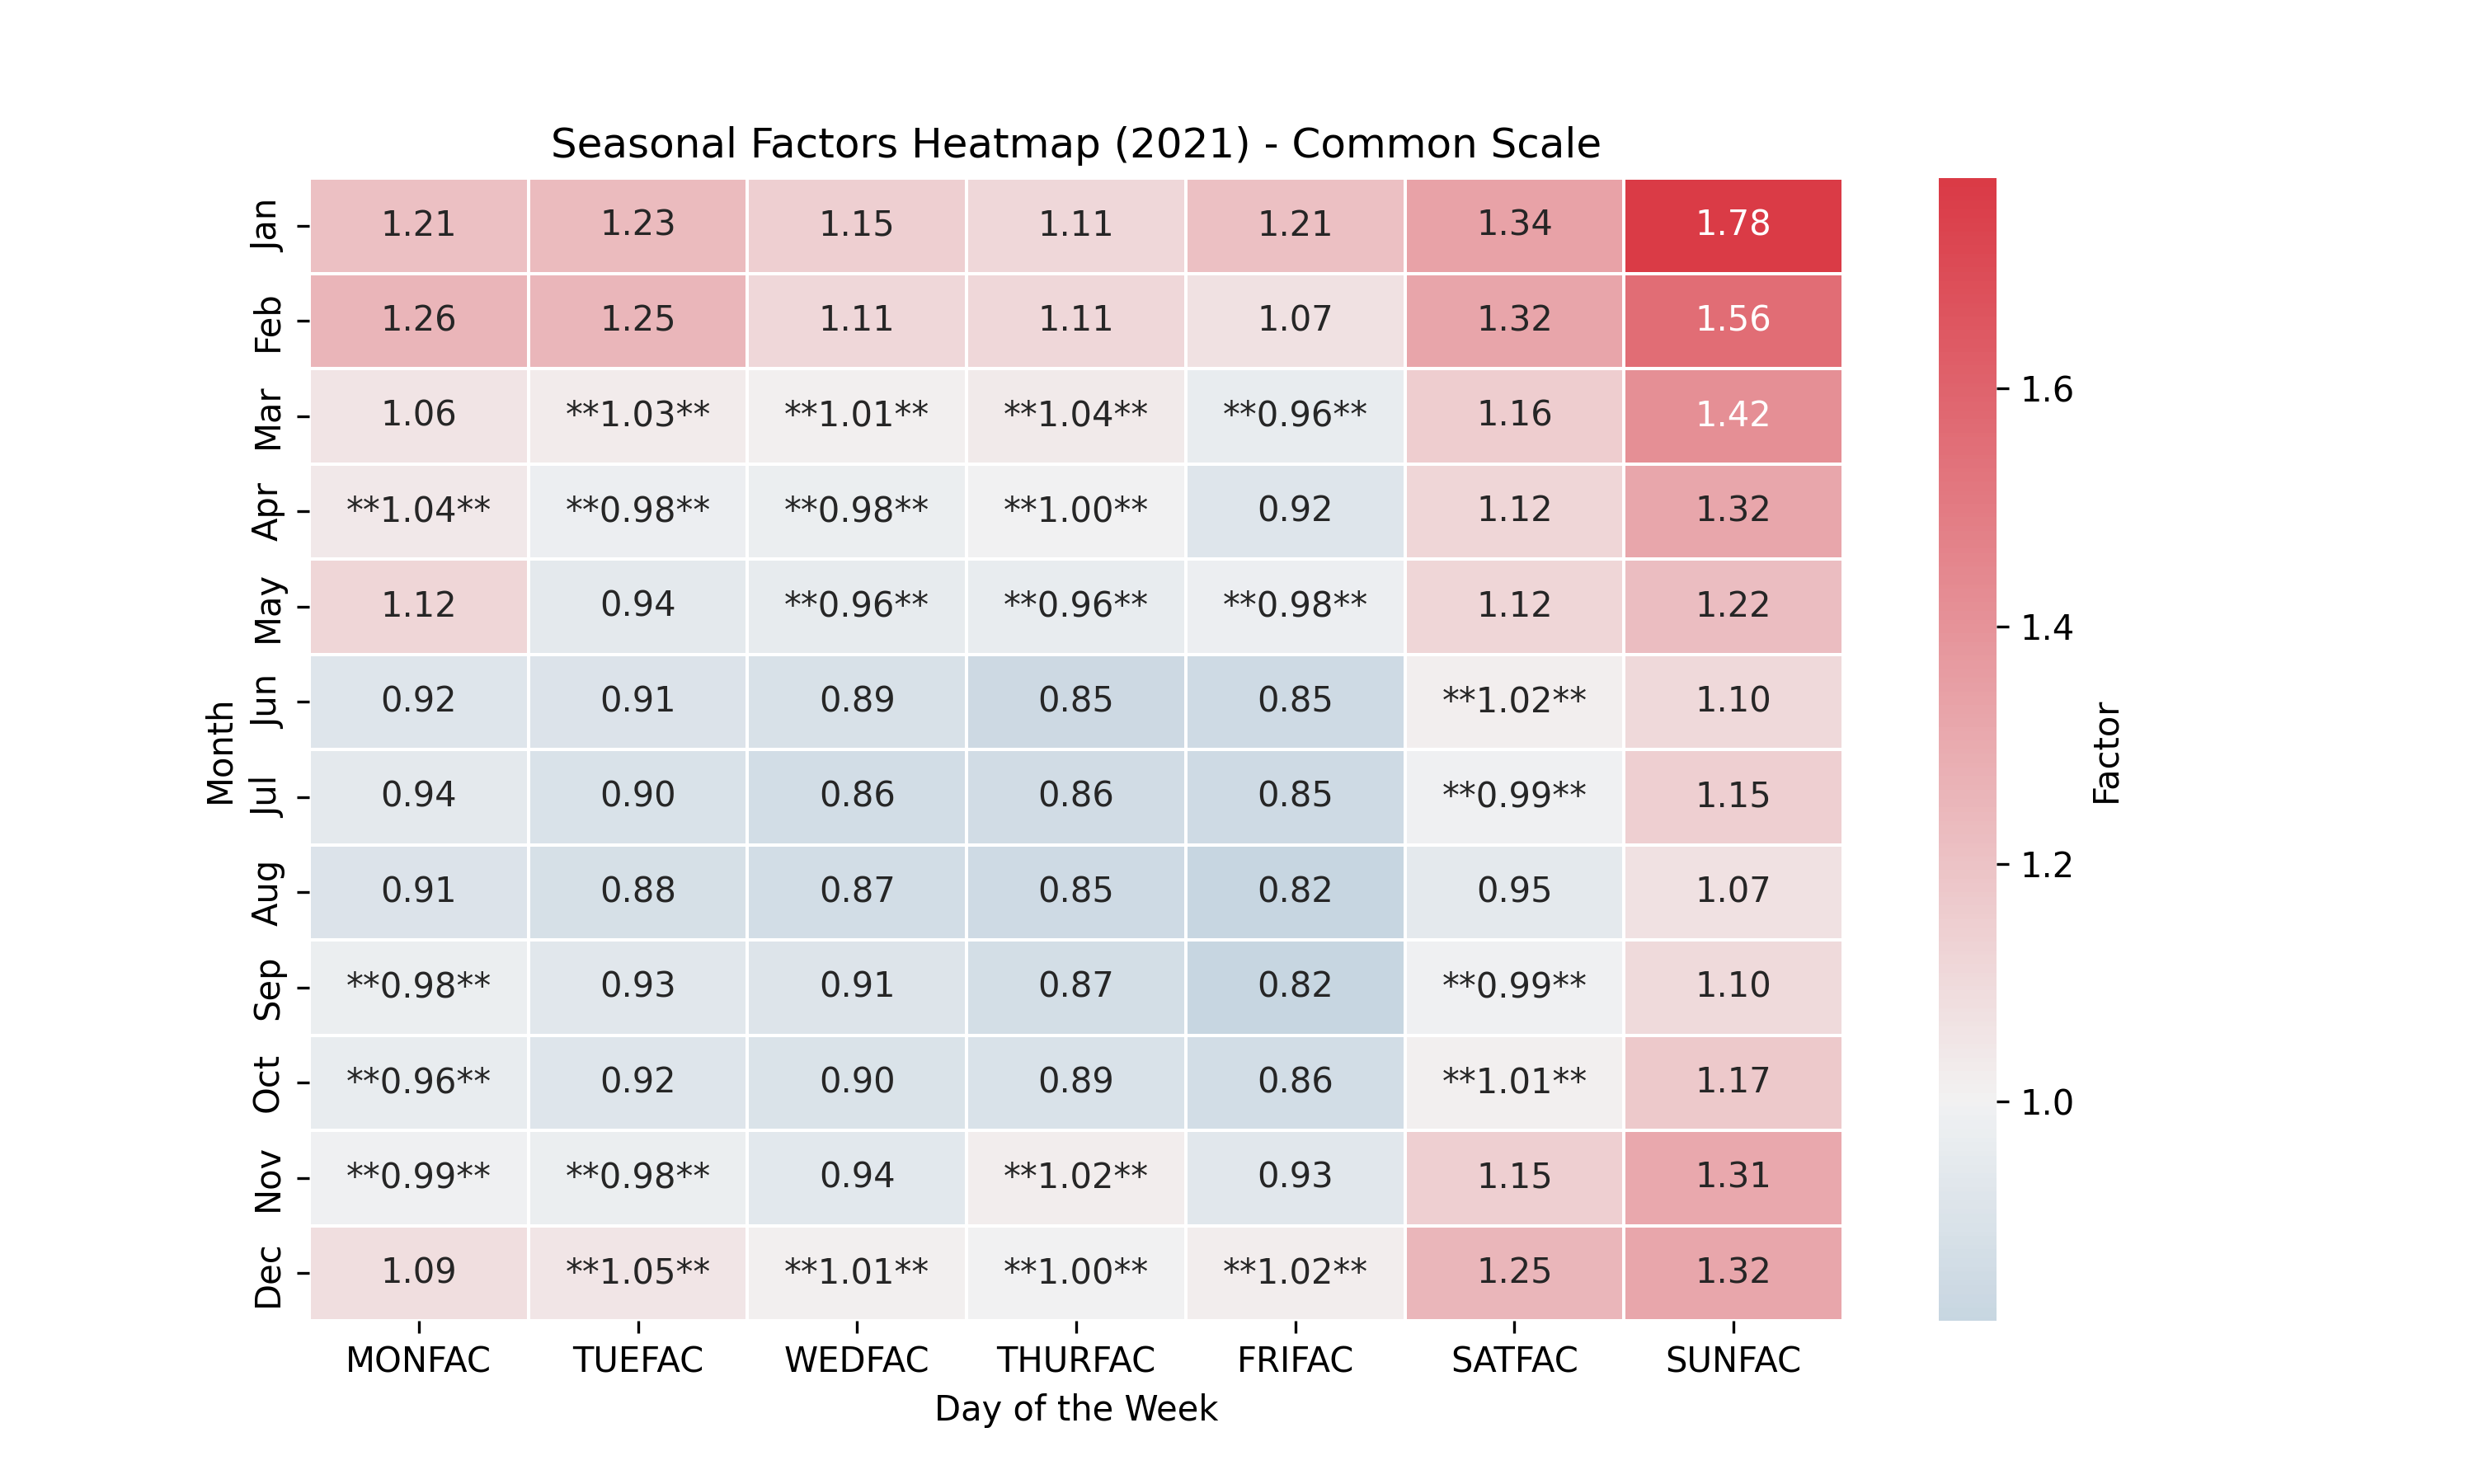 Seasonal Factors Heatmap (2021) - Common Scale
Jan 1.21 1.23 1.15 1.11 1.21 1.34 1.78
Feb 1.26 1.25 1.11 1.11 1.07 1.32 1.56
Mar 1.06 **1.03** **1.01** **1.04** **0.96** 1.16 1.42
Apr **1.04** **0.98** **0.98** **1.00** 0.92 1.12 1.32
May 1.12 0.94 **0.96** **0.96** **0.98** 1.12 1.22
Jun 0.92 0.91 0.89 0.85 0.85 **1.02** 1.10
Jul 0.94 0.90 0.86 0.86 0.85 **0.99** 1.15
Aug 0.91 0.88 0.87 0.85 0.82 0.95 1.07
Sep **0.98** 0.93 0.91 0.87 0.82 **0.99** 1.10
Oct **0.96** 0.92 0.90 0.89 0.86 **1.01** 1.17
Nov **0.99** **0.98** 0.94 **1.02** 0.93 1.15 1.31
Dec 1.09 **1.05** **1.01** **1.00** **1.02** 1.25 1.32
MONFAC TUEFAC WEDFAC THURFAC FRIFAC SATFAC SUNFAC
Day of the Week
Month
1.6
1.4
1.2
1.0
Factor